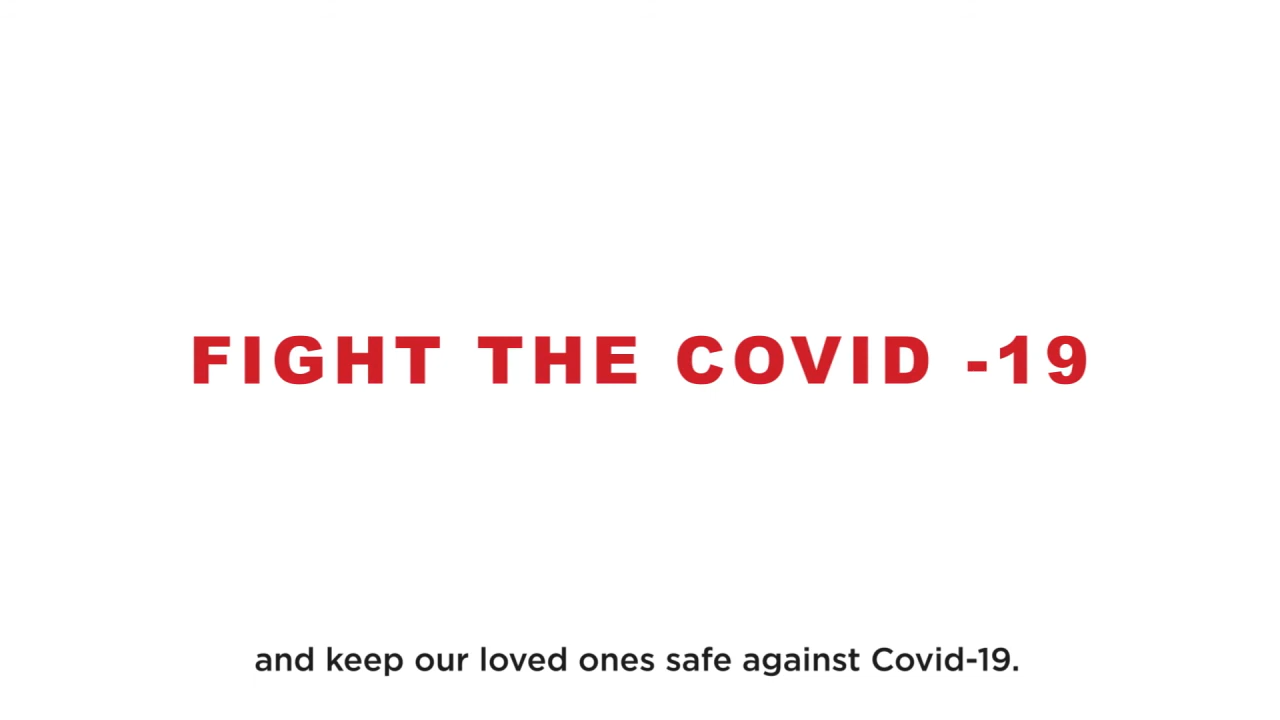 FIGHT THE COVID -19
and keep our loved ones safe against Covid-19.